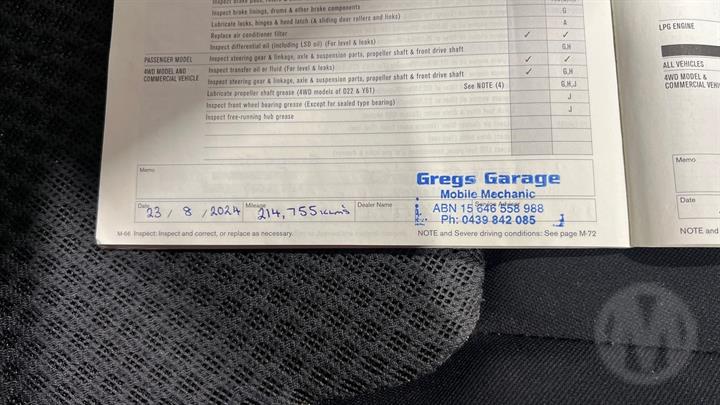 Inspect brake linings, drums & other brake components G
Lubricate locks, hinges & hood latch (& sliding door rollers and links) A
Replace air conditioner filter ✓ ✓
Inspect differential oil (including LSD oil) (For level & leaks) G,H
PASSENGER MODEL Inspect steering gear & linkage, axle & suspension parts, propeller shaft & front drive shaft ✓ ✓
4WD MODEL AND COMMERCIAL VEHICLE Inspect transfer oil or fluid (For level & leaks) ✓ G,H
Inspect steering gear & linkage, axle & suspension parts, propeller shaft & front drive shaft G,H,J
Lubricate propeller shaft grease (4WD models of D22 & Y61) See NOTE (4)
Inspect front wheel bearing grease (Except for sealed type bearing) J
Inspect free-running hub grease J
Memo
Gregs Garage
Mobile Mechanic
ABN 15 646 558 988
Ph: 0439 842 085
Date 23 / 8 / 2024 Mileage 214,755 Klms Dealer Name
M-66 Inspect: Inspect and correct, or replace as necessary. NOTE and Severe driving conditions: See page M-72
LPG ENGINE
ALL VEHICLES
4WD MODEL &
COMMERCIAL
Memo
Date
NOTE and
M